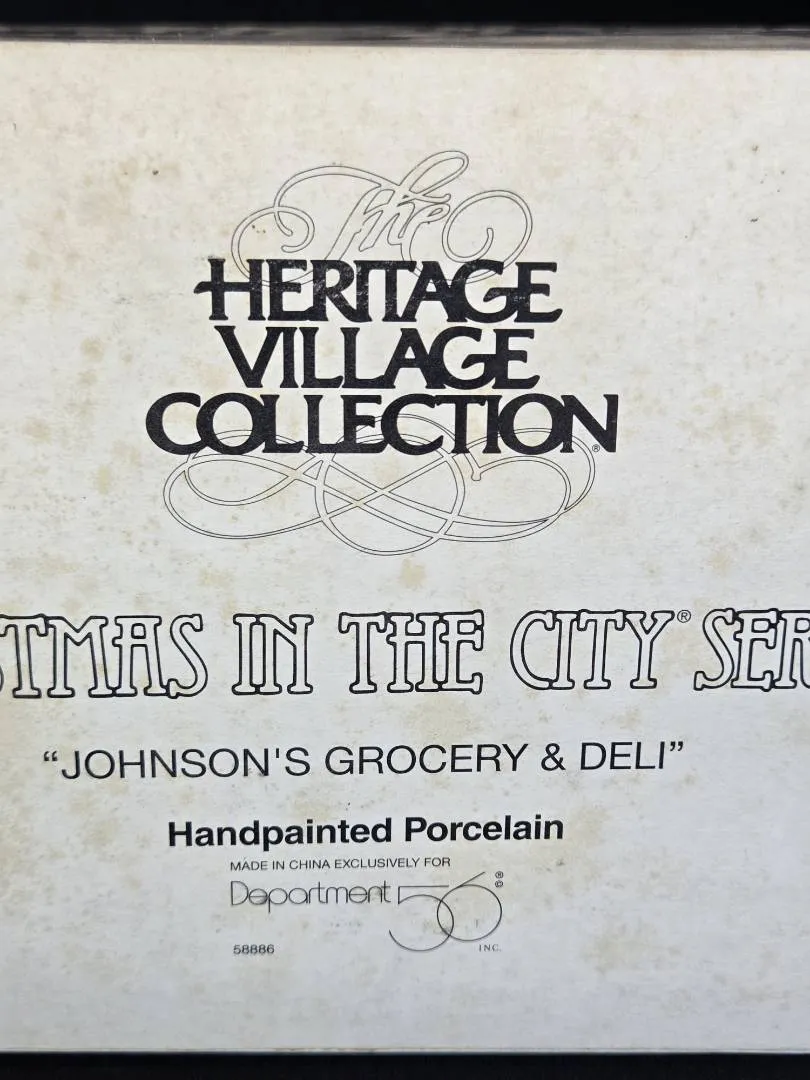 The
HERITAGE
VILLAGE
COLLECTION®
STMAS IN THE CITY® SER
“JOHNSON'S GROCERY & DELI”
Handpainted Porcelain
MADE IN CHINA EXCLUSIVELY FOR
Department 56®©
58886 INC.